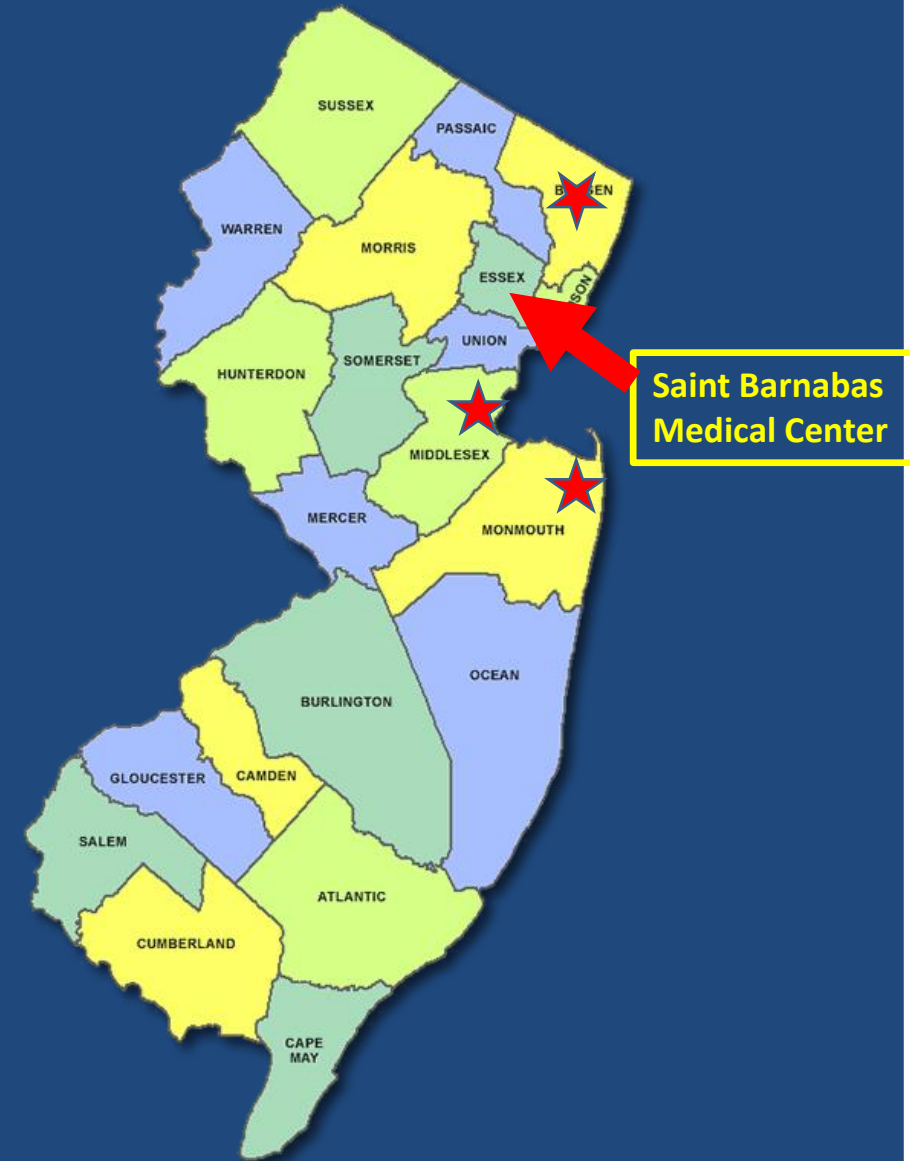 SUSSEX
PASSAIC
WARREN
MORRIS
ESSEX
UNION
HUNTERDON
SOMERSET
Saint Barnabas
Medical Center
MIDDLESEX
MERCER
MONMOUTH
OCEAN
BURLINGTON
GLOUCESTER
CAMDEN
SALEM
ATLANTIC
CUMBERLAND
CAPE
MAY